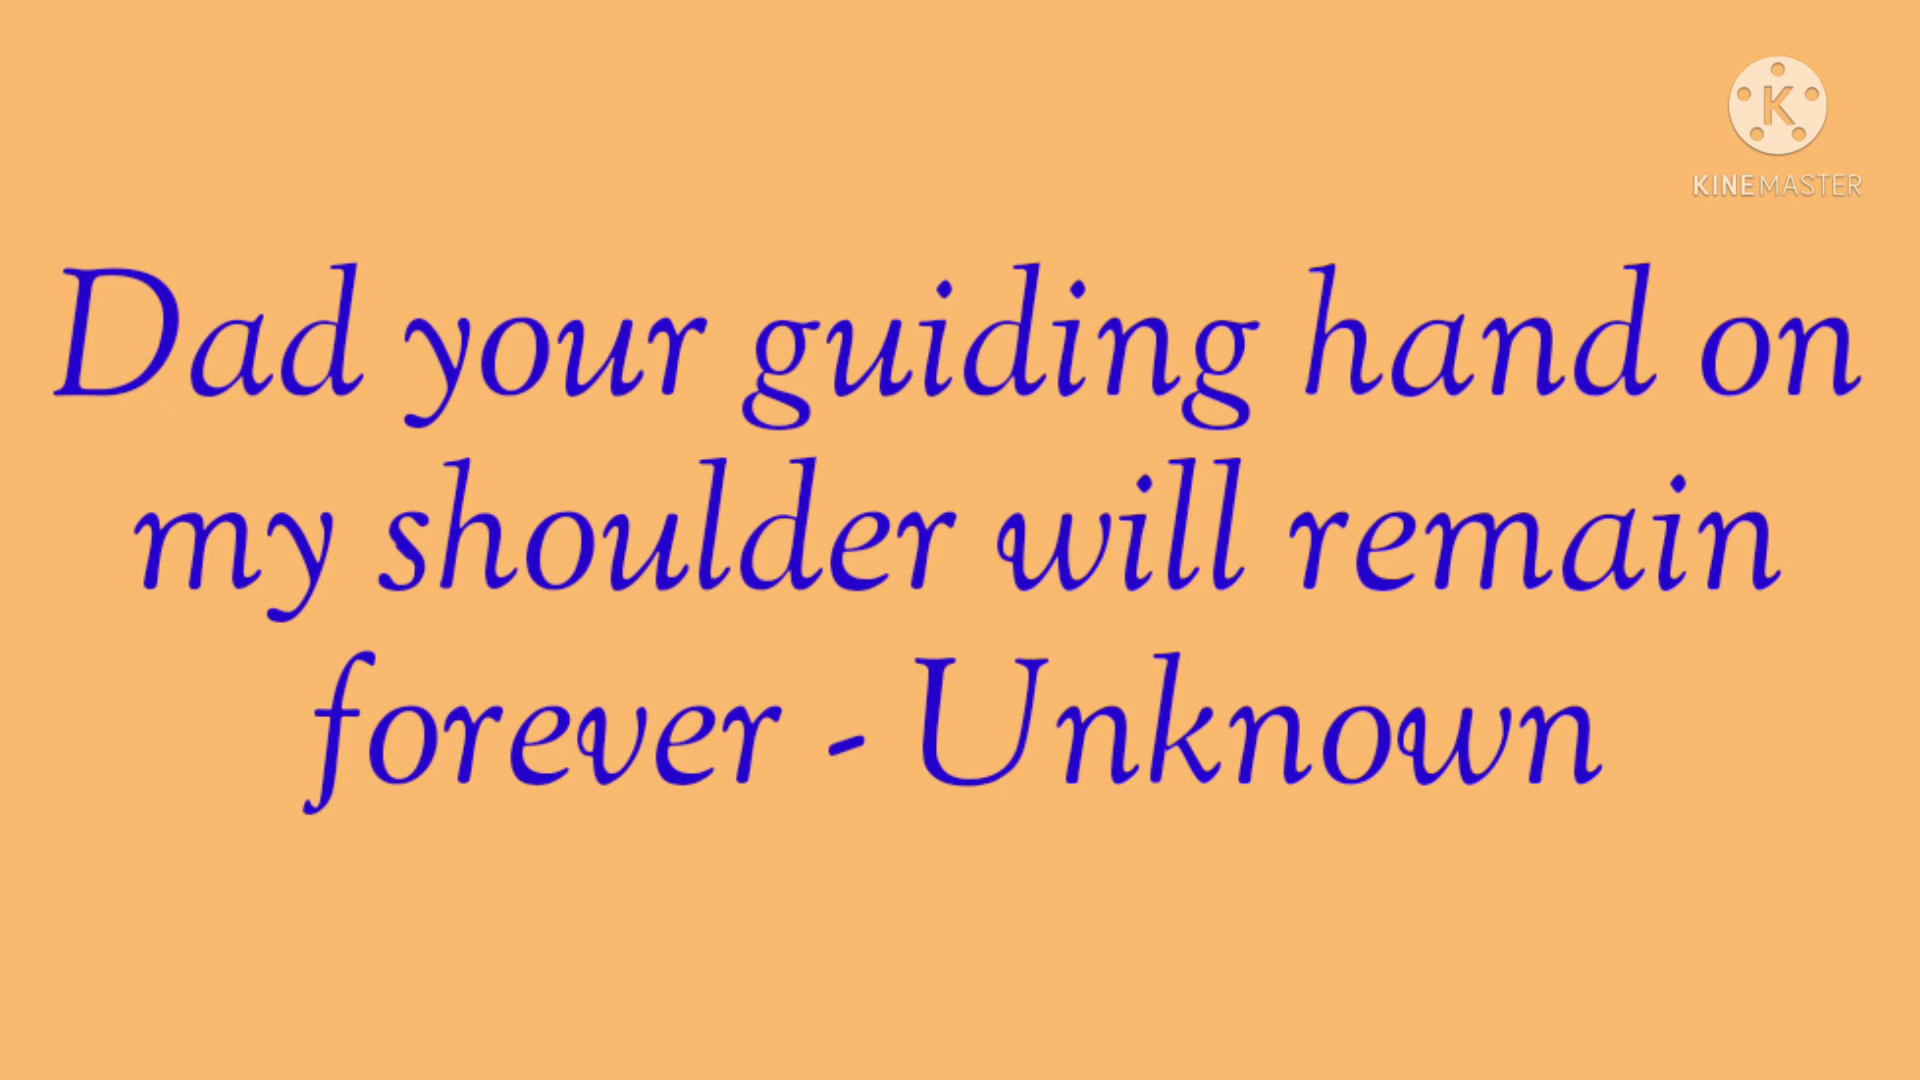 K
KINEMASTER
Dad your guiding hand on
my shoulder will remain
forever - Unknown